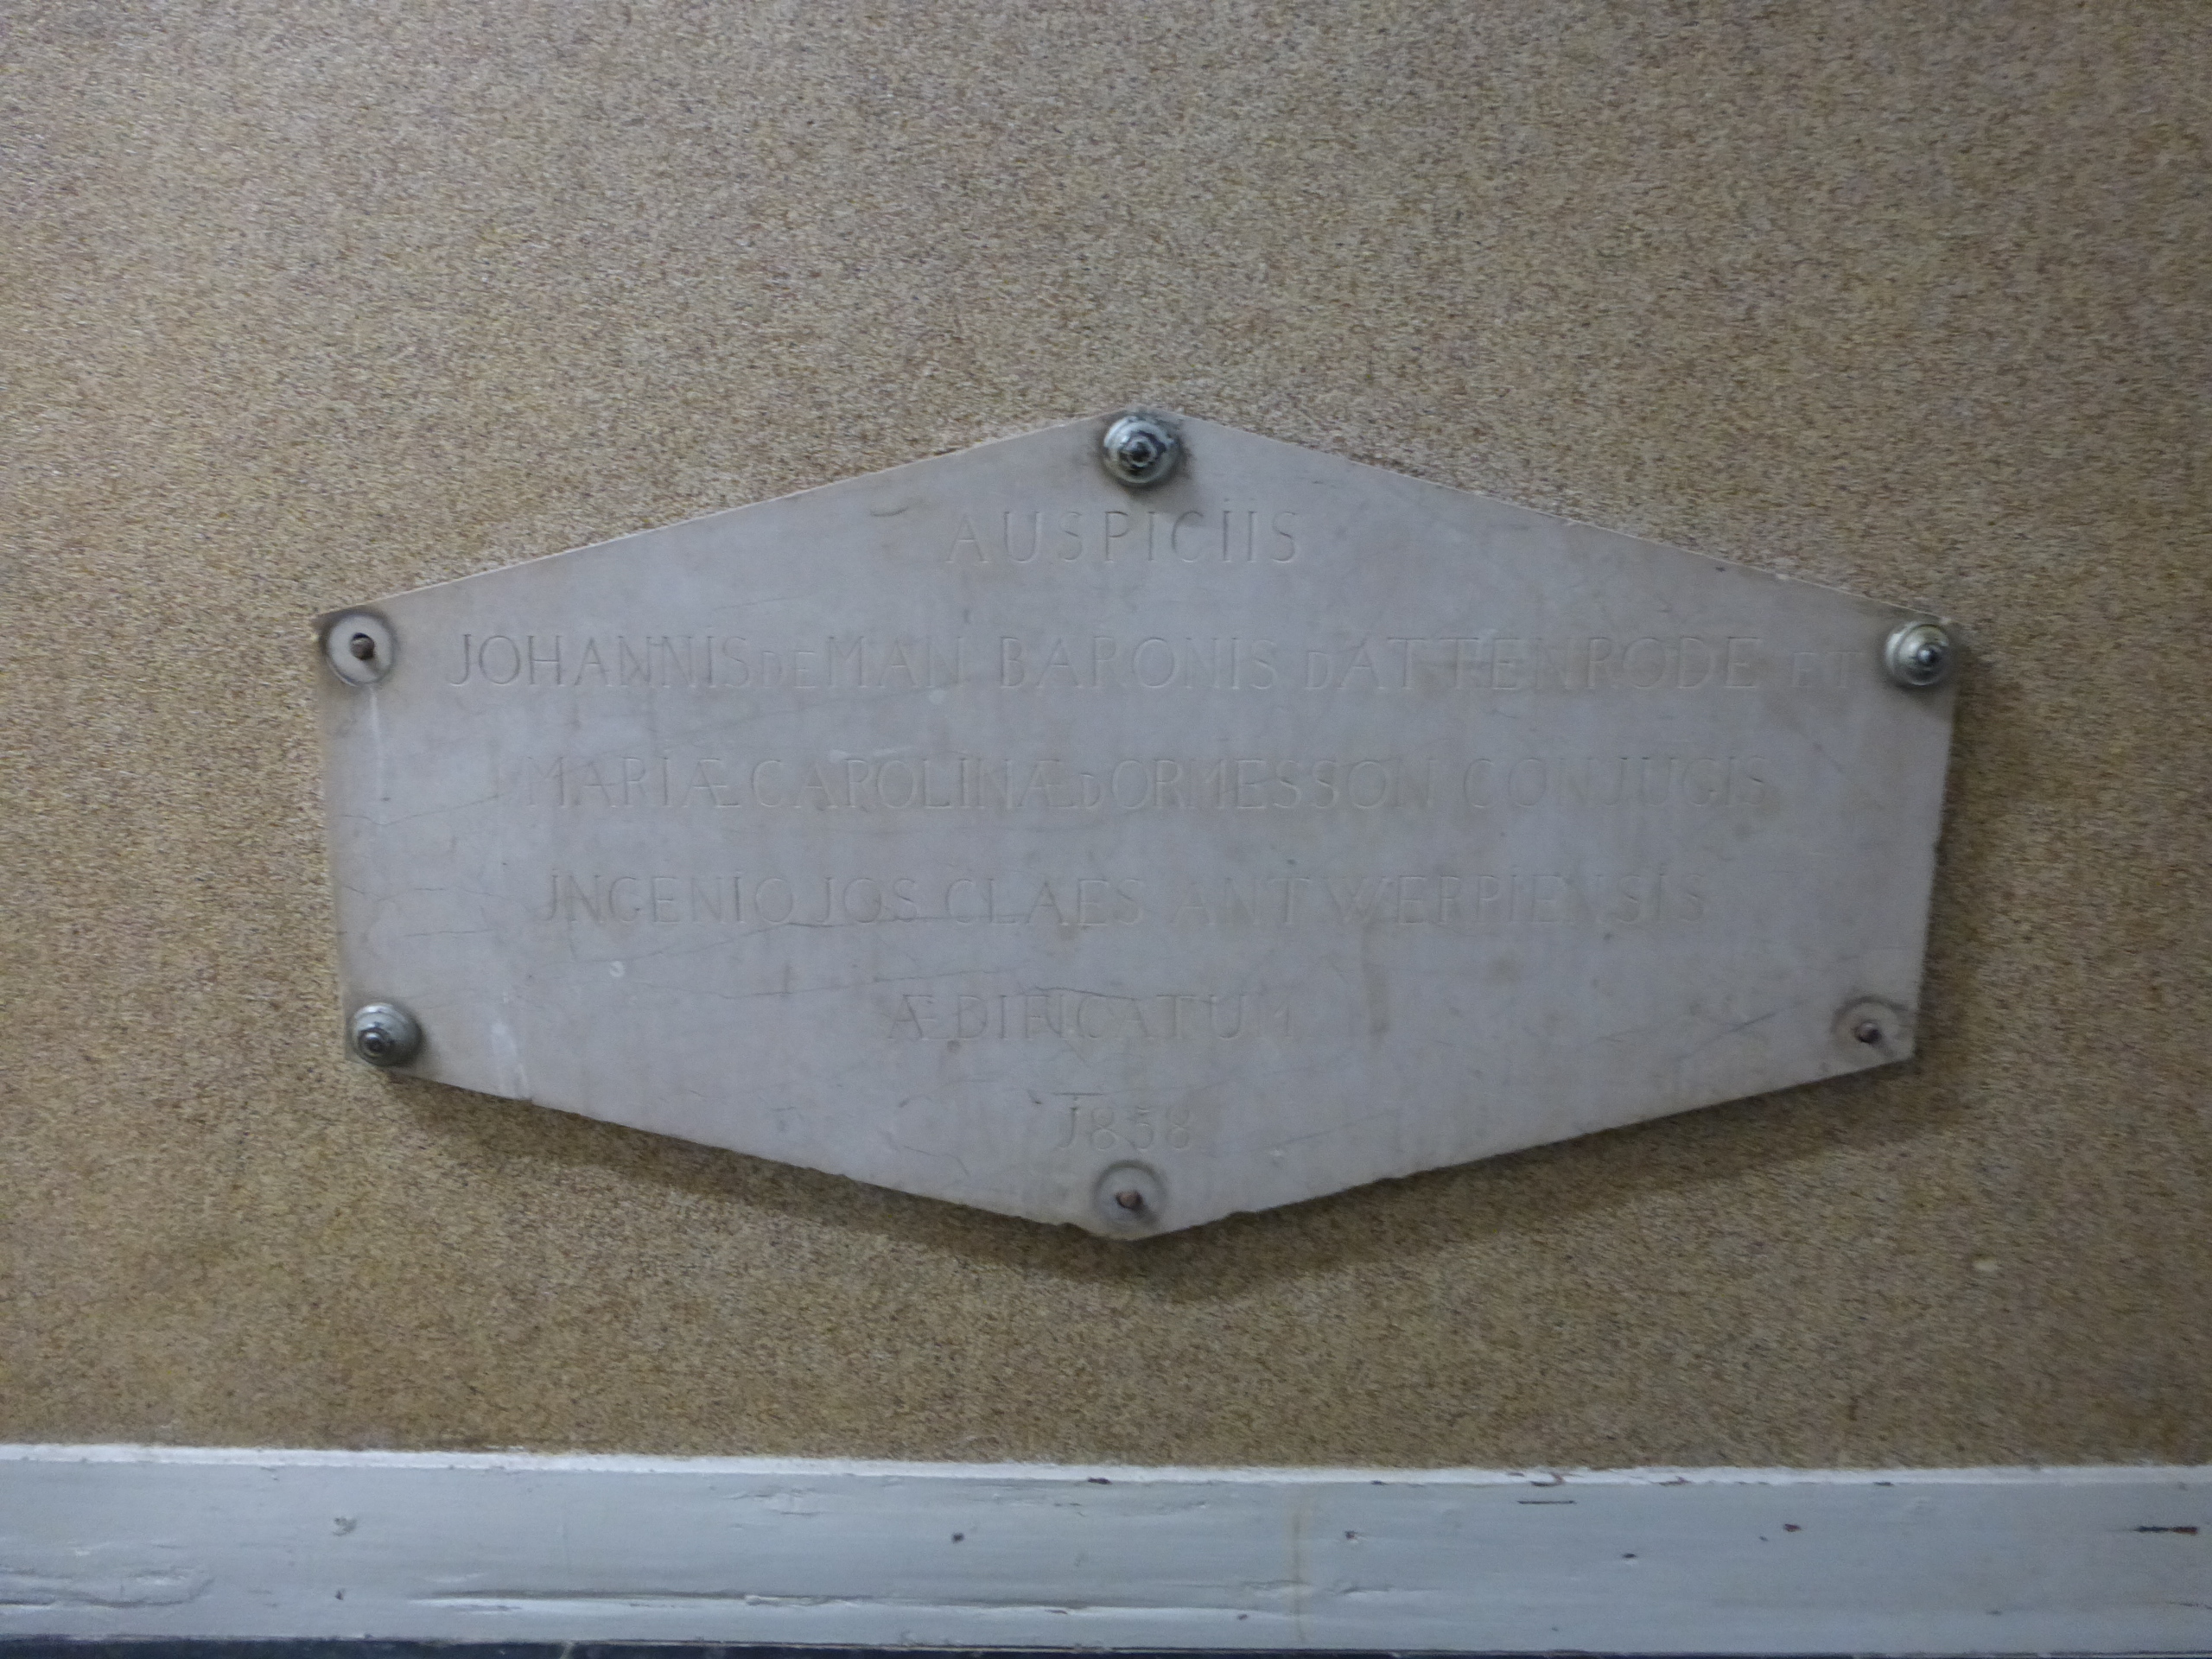 AUSPICIIS
JOHANNIS DE MAN BARONIS D ATTENRODE ET
MARIÆ CAROLINÆ D ORMESSON CONJUGIS
INGENIO JOS CLAES ANTWERPIENSIS
ÆDIFICATUM
1858